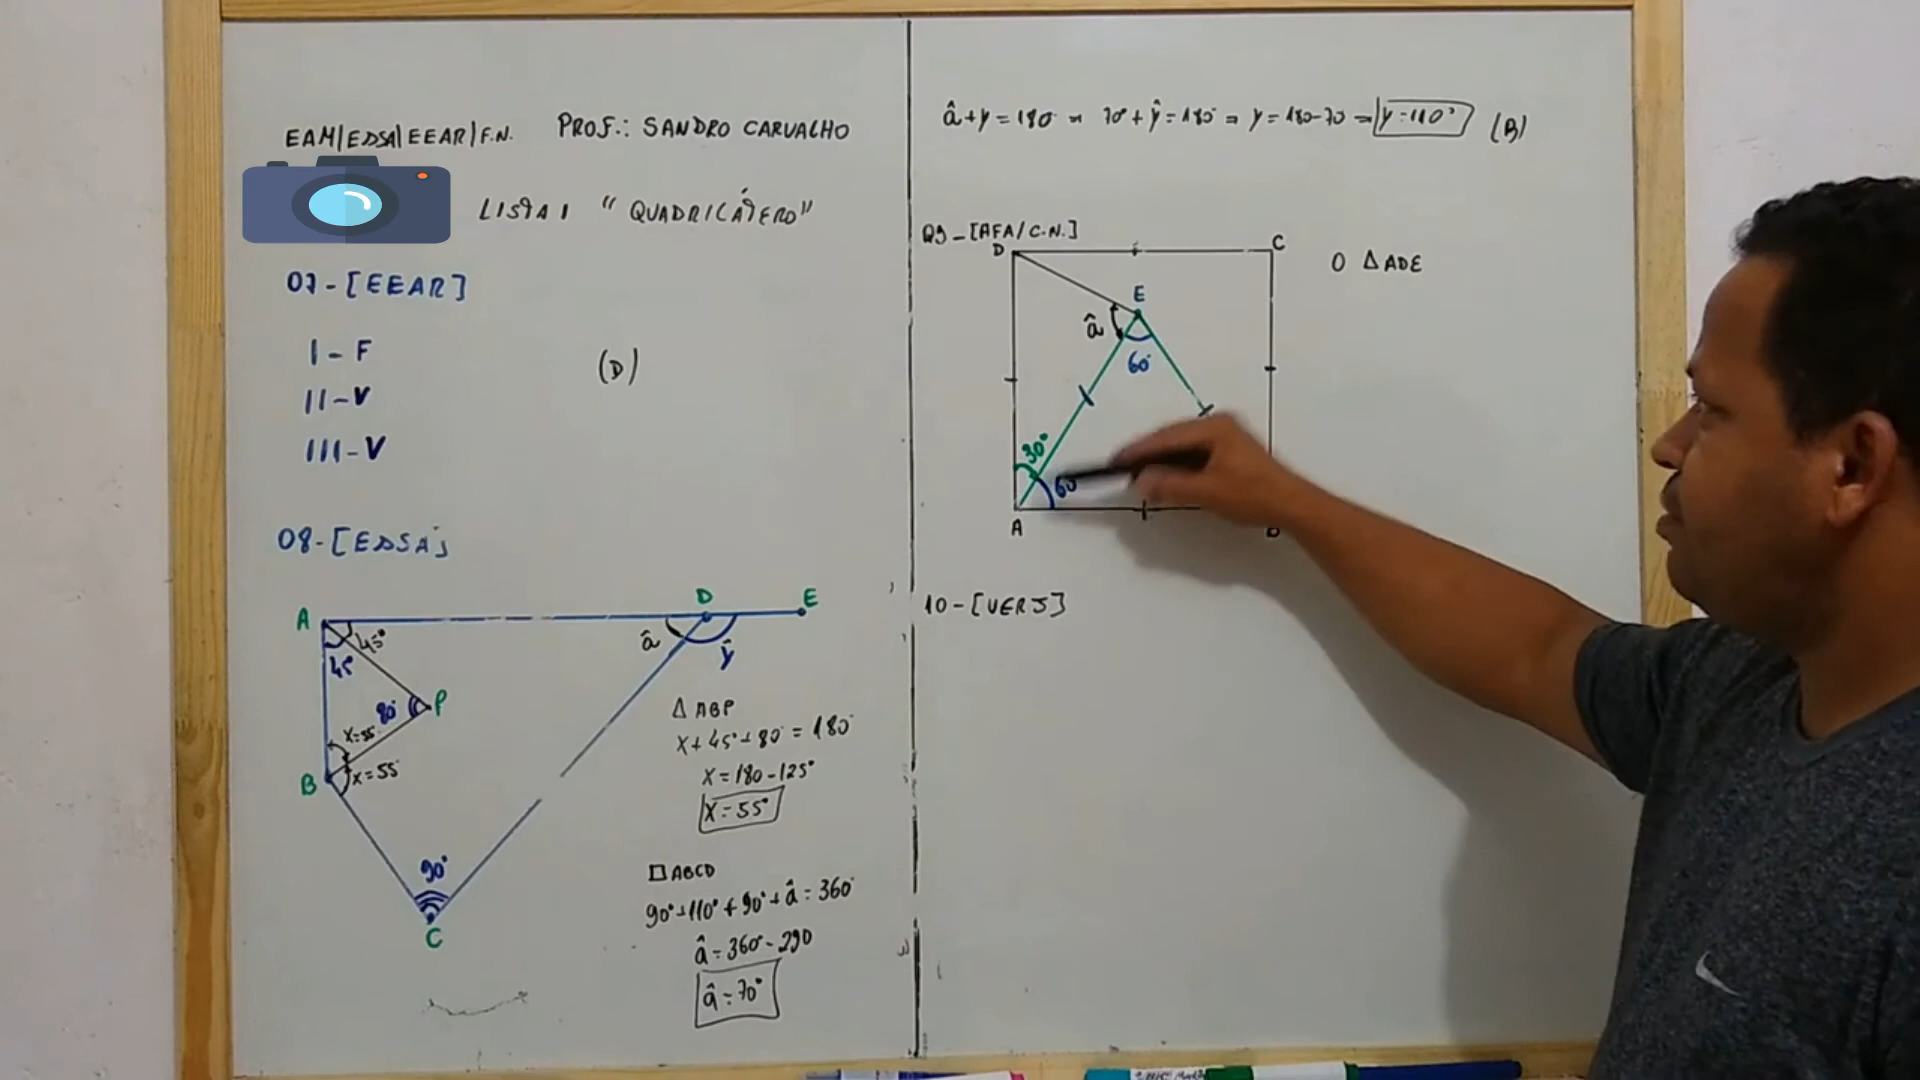 EAM/EDSA/EEAR/F.N. PROF.: SANDRO CARVALHO
LISTA 1 "QUADRILÁTERO"
07-[EEAR]
I-F
II-V
III-V
(D)
08-[EDSA]
A
D
E
45°
45°
â
ŷ
80°
P
x=55°
x=55°
B
90°
C
Δ ABP
x+45°+80°=180°
x=180-125°
x=55°
□ABCD
90°+110°+90°+â=360°
â=360°-290
â=70°
â+y=180° ⇒ 70°+ŷ=180° ⇒ y=180-70 ⇒ y=110° (B)
09-[AFA/C.N.]
D
C
O Δ ADE
E
â
60°
30°
60
A
B
10-[UERJ]